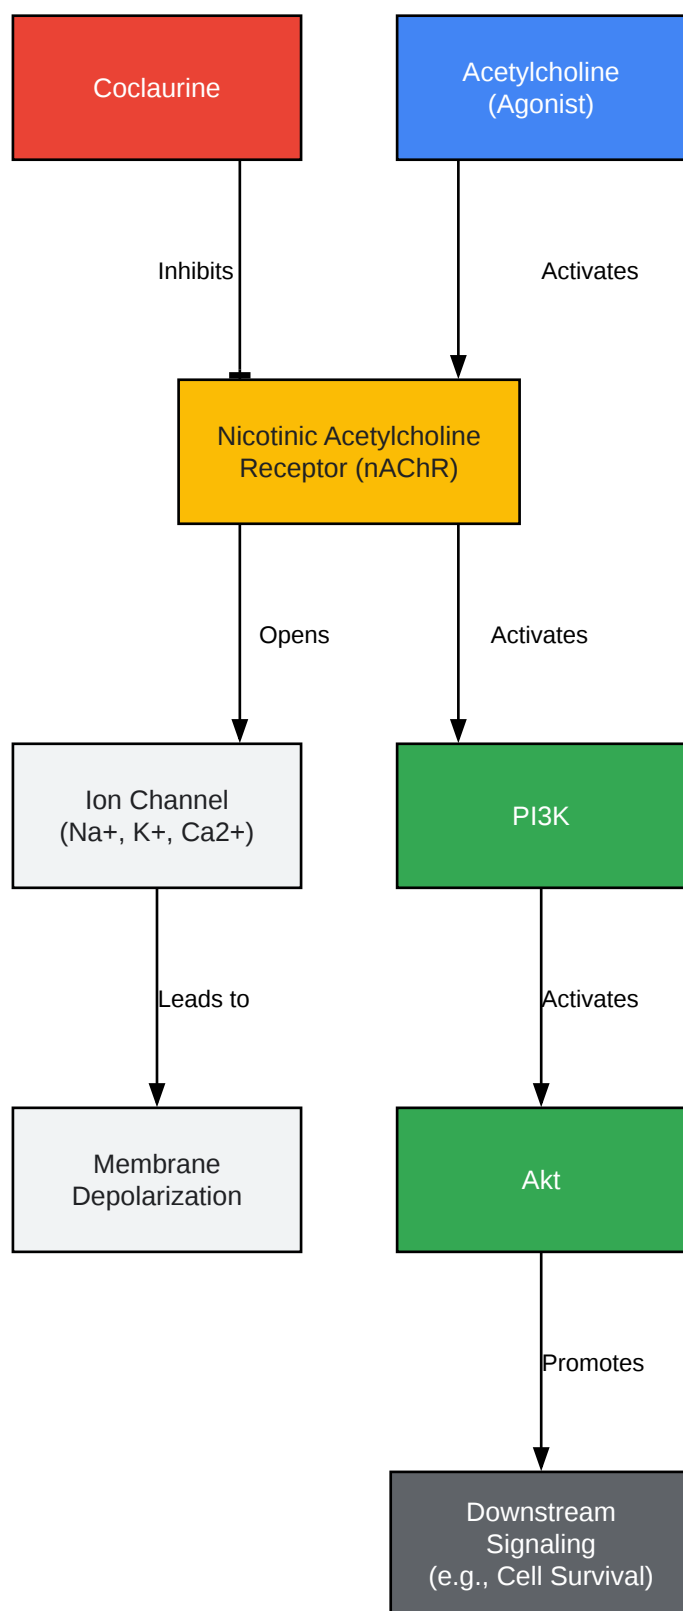 Coclaurine
Acetylcholine
(Agonist)
Inhibits
Activates
Nicotinic Acetylcholine
Receptor (nAChR)
Opens
Activates
Ion Channel
(Na+, K+, Ca2+)
PI3K
Leads to
Activates
Membrane
Depolarization
Akt
Promotes
Downstream
Signaling
(e.g., Cell Survival)